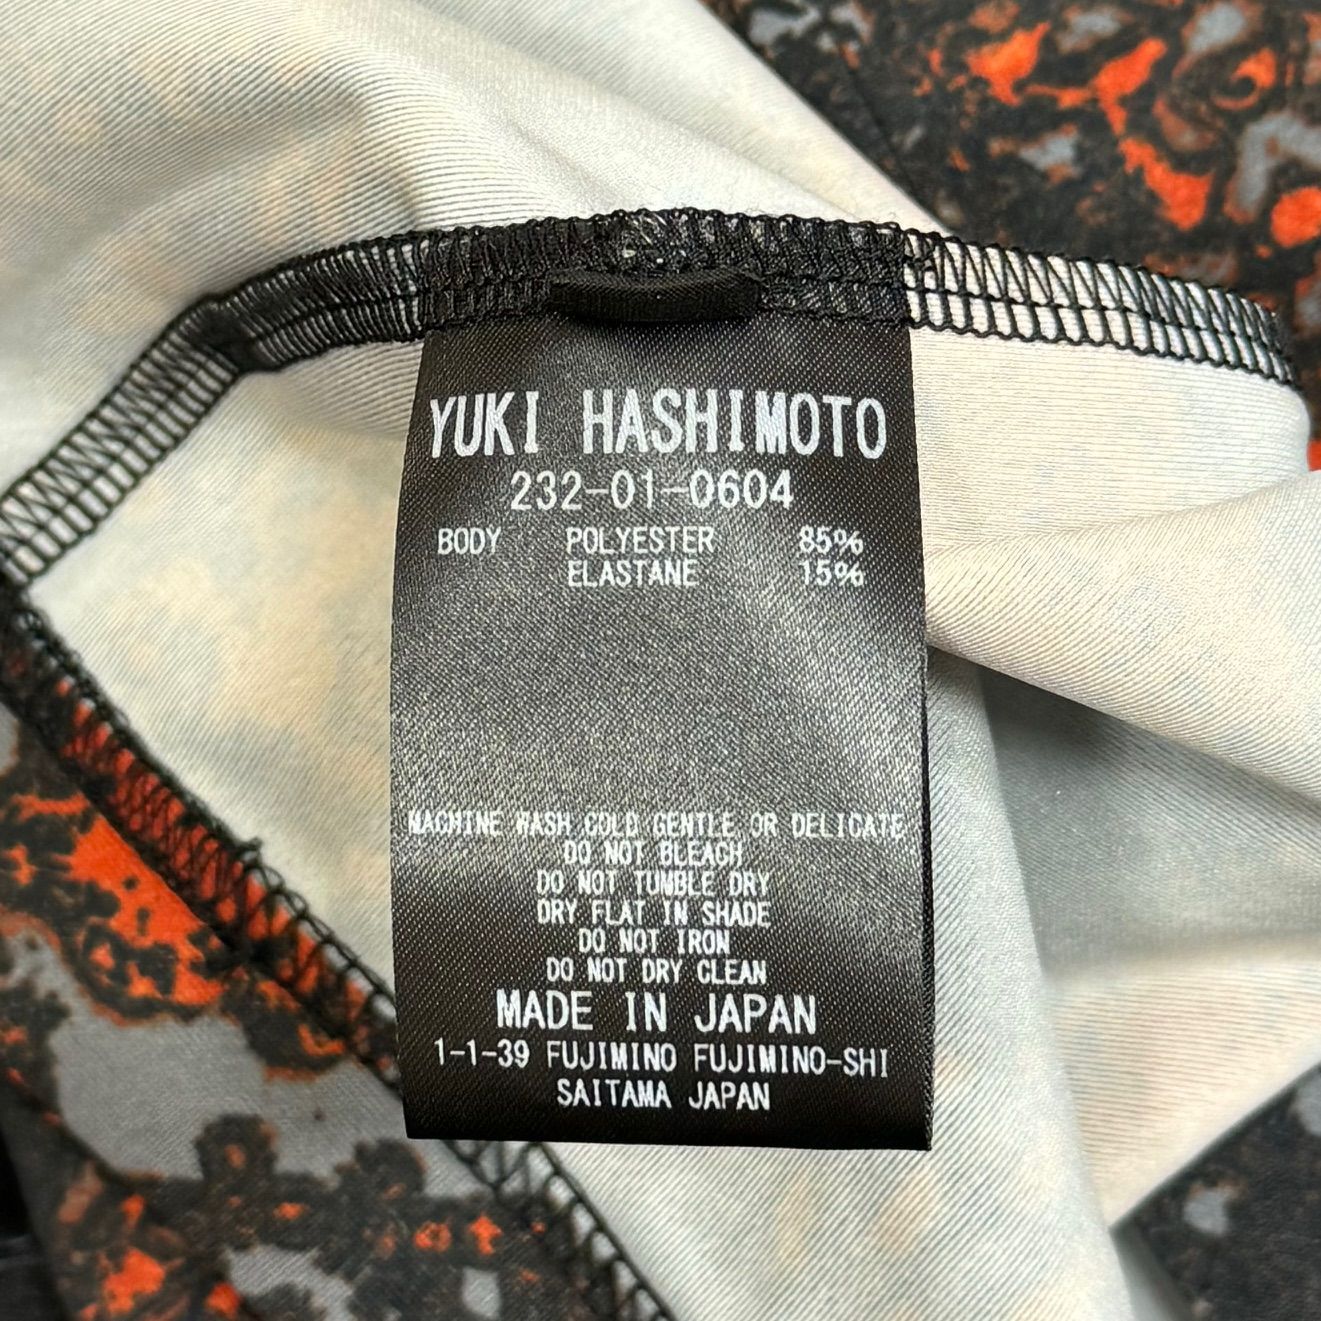 YUKI HASHIMOTO
232-01-0604
BODY POLYESTER 85%
ELASTANE 15%
MACHINE WASH COLD GENTLE OR DELICATE
DO NOT BLEACH
DO NOT TUMBLE DRY
DRY FLAT IN SHADE
DO NOT IRON
DO NOT DRY CLEAN
MADE IN JAPAN
1-1-39 FUJIMINO FUJIMINO-SHI
SAITAMA JAPAN